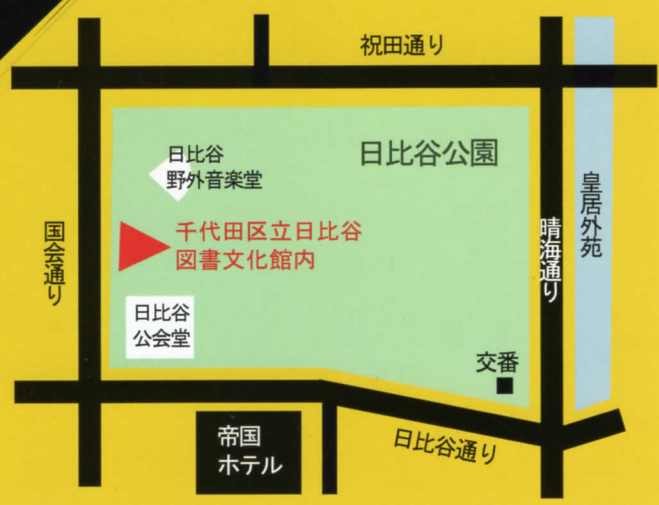 祝田通り
日比谷
野外音楽堂
日比谷公園
皇居外苑
国会通り
千代田区立日比谷
図書文化館内
晴海通り
日比谷
公会堂
交番
帝国
ホテル
日比谷通り